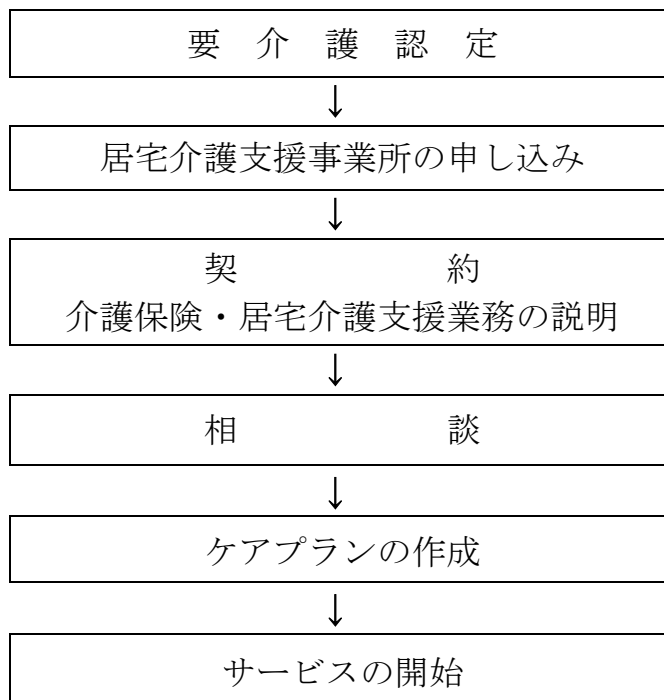 要　介　護　認　定
↓
居宅介護支援事業所の申し込み
↓
契　　　　　　約
介護保険・居宅介護支援業務の説明
↓
相　　　　　　談
↓
ケアプランの作成
↓
サービスの開始